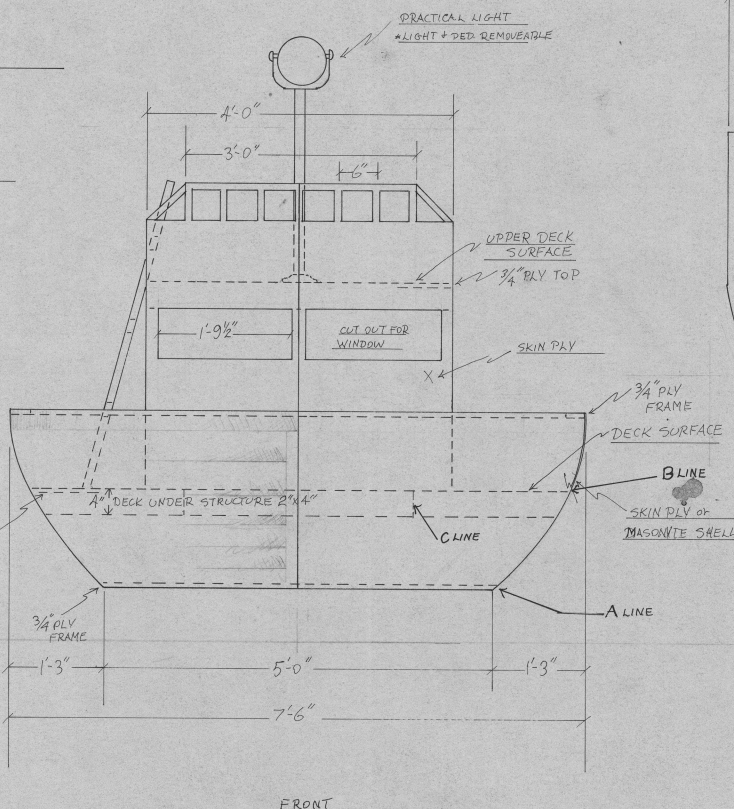 PRACTICAL LIGHT
*LIGHT & PED. REMOVEABLE
4'-0"
3'-0"
6"
UPPER DECK
SURFACE
3/4" PLY TOP
1'-9½"
CUT OUT FOR
WINDOW
SKIN PLY
X
3/4" PLY
FRAME
DECK SURFACE
B LINE
4" DECK UNDER STRUCTURE 2"x4"
SKIN PLY or
MASONITE SHELL
C LINE
A LINE
3/4" PLY
FRAME
1'-3"
5'-0"
1'-3"
7'-6"
FRONT